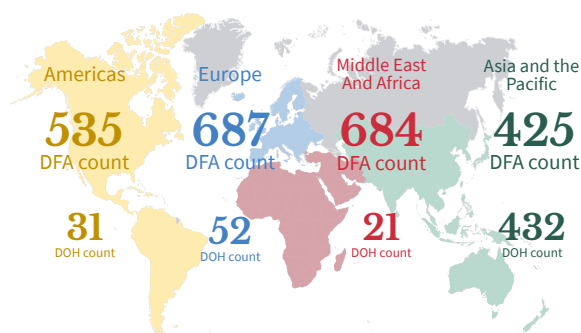 Americas
535
DFA count
31
DOH count
Europe
687
DFA count
52
DOH count
Middle East
And Africa
684
DFA count
21
DOH count
Asia and the
Pacific
425
DFA count
432
DOH count